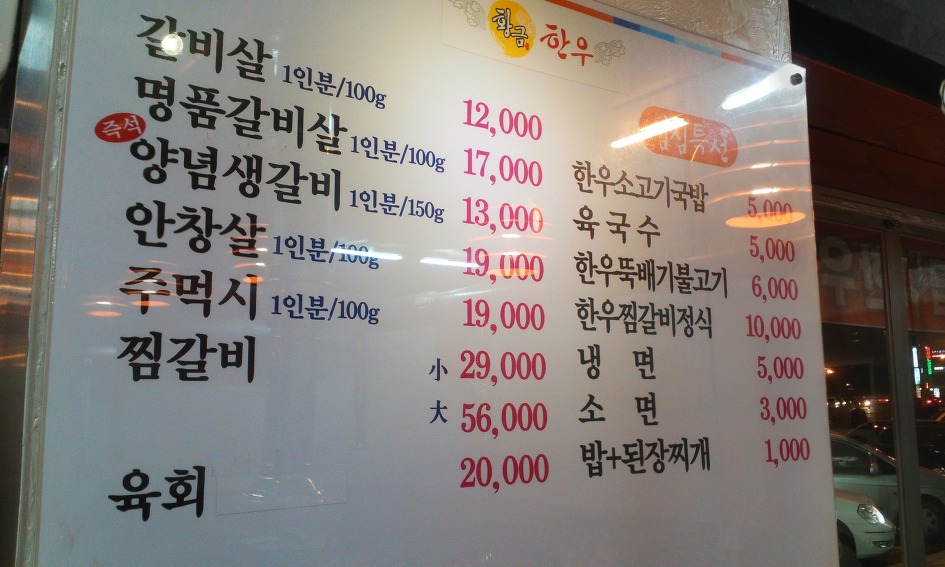 황금 한우
갈비살 1인분/100g 12,000
명품갈비살 1인분/100g 17,000
즉석
양념생갈비 1인분/150g 13,000
안창살 1인분/100g 19,000
주먹시 1인분/100g 19,000
찜갈비 小 29,000
大 56,000
육회 20,000
점심특선
한우소고기국밥 5,000
육국수 5,000
한우뚝배기불고기 6,000
한우찜갈비정식 10,000
냉면 5,000
소면 3,000
밥+된장찌개 1,000